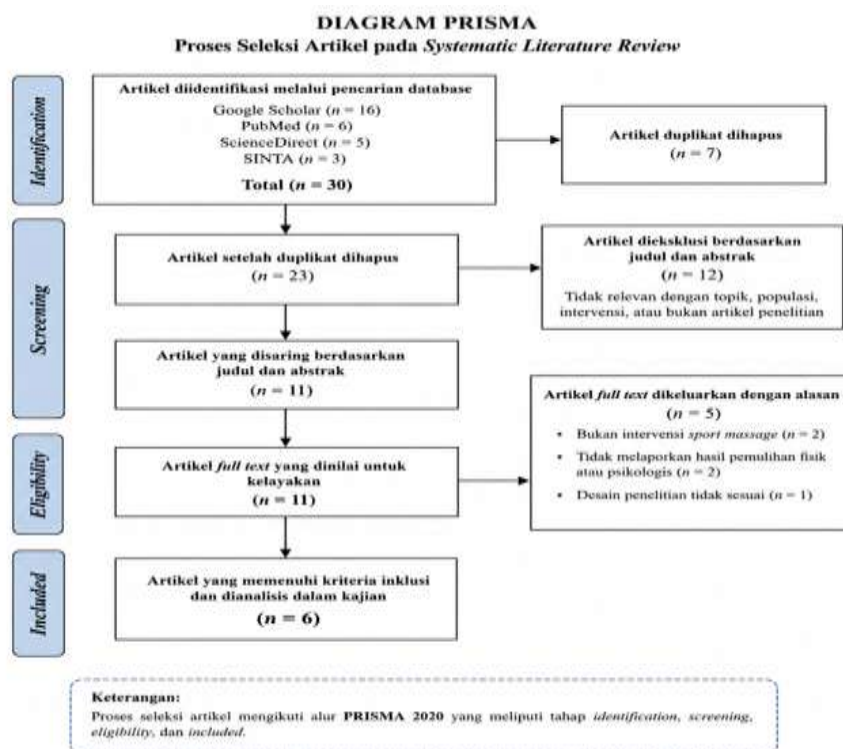 DIAGRAM PRISMA
Proses Seleksi Artikel pada Systematic Literature Review
Identification
Artikel diidentifikasi melalui pencarian database
Google Scholar (n = 16)
PubMed (n = 6)
ScienceDirect (n = 5)
SINTA (n = 3)
Total (n = 30)
Artikel duplikat dihapus
(n = 7)
Screening
Artikel setelah duplikat dihapus
(n = 23)
Artikel dieksklusi berdasarkan
judul dan abstrak
(n = 12)
Tidak relevan dengan topik, populasi,
intervensi, atau bukan artikel penelitian
Artikel yang disaring berdasarkan
judul dan abstrak
(n = 11)
Eligibility
Artikel full text yang dinilai untuk
kelayakan
(n = 11)
Artikel full text dikeluarkan dengan alasan
(n = 5)
• Bukan intervensi sport massage (n = 2)
• Tidak melaporkan hasil pemulihan fisik
atau psikologis (n = 2)
• Desain penelitian tidak sesuai (n = 1)
Included
Artikel yang memenuhi kriteria inklusi
dan dianalisis dalam kajian
(n = 6)
Keterangan:
Proses seleksi artikel mengikuti alur PRISMA 2020 yang meliputi tahap identification, screening,
eligibility, dan included.